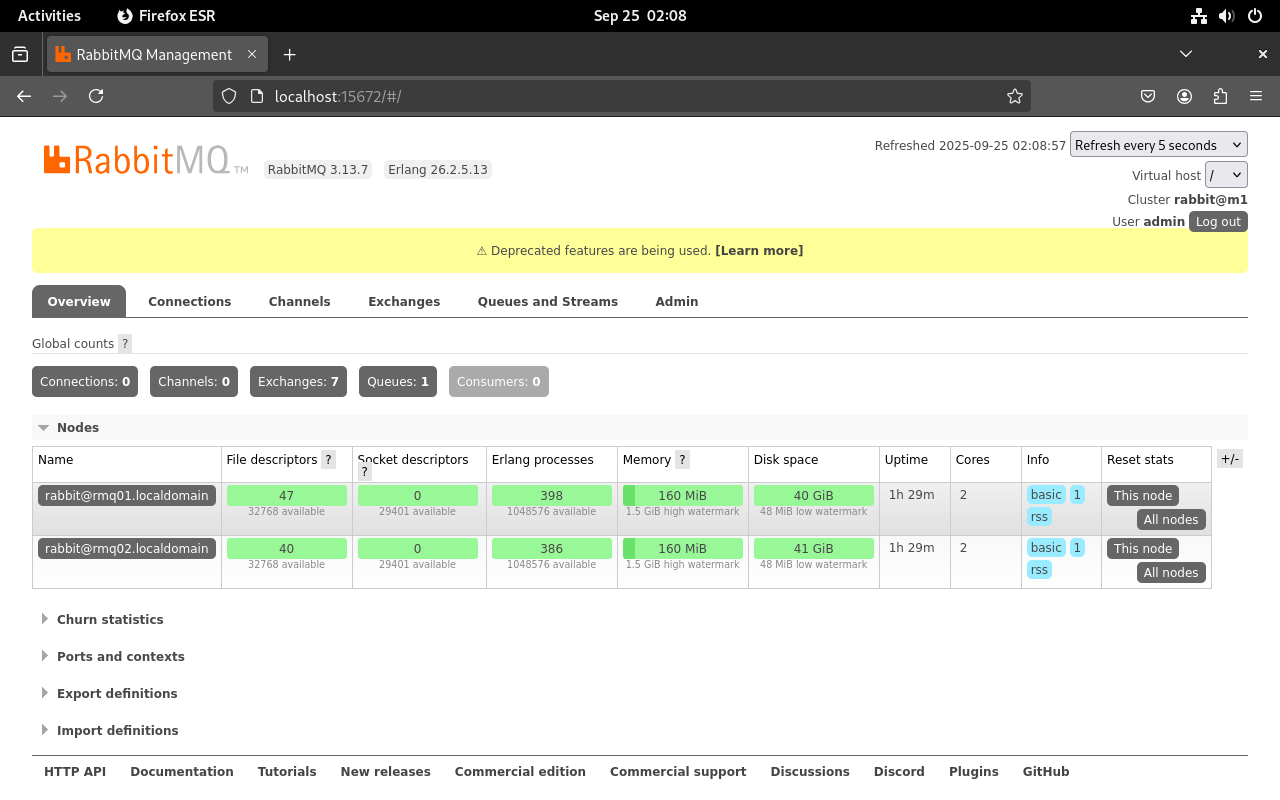 Activities Firefox ESR Sep 25 02:08
RabbitMQ Management
localhost:15672/#/
RabbitMQ TM RabbitMQ 3.13.7 Erlang 26.2.5.13
Refreshed 2025-09-25 02:08:57 Refresh every 5 seconds
Virtual host /
Cluster rabbit@m1
User admin Log out
⚠ Deprecated features are being used. [Learn more]
Overview Connections Channels Exchanges Queues and Streams Admin
Global counts ?
Connections: 0 Channels: 0 Exchanges: 7 Queues: 1 Consumers: 0
Nodes
Name File descriptors ? Socket descriptors ? Erlang processes Memory ? Disk space Uptime Cores Info Reset stats +/-
rabbit@rmq01.localdomain 47 0 398 160 MiB 40 GiB 1h 29m 2 basic 1 This node
32768 available 29401 available 1048576 available 1.5 GiB high watermark 48 MiB low watermark rss All nodes
rabbit@rmq02.localdomain 40 0 386 160 MiB 41 GiB 1h 29m 2 basic 1 This node
32768 available 29401 available 1048576 available 1.5 GiB high watermark 48 MiB low watermark rss All nodes
Churn statistics
Ports and contexts
Export definitions
Import definitions
HTTP API Documentation Tutorials New releases Commercial edition Commercial support Discussions Discord Plugins GitHub